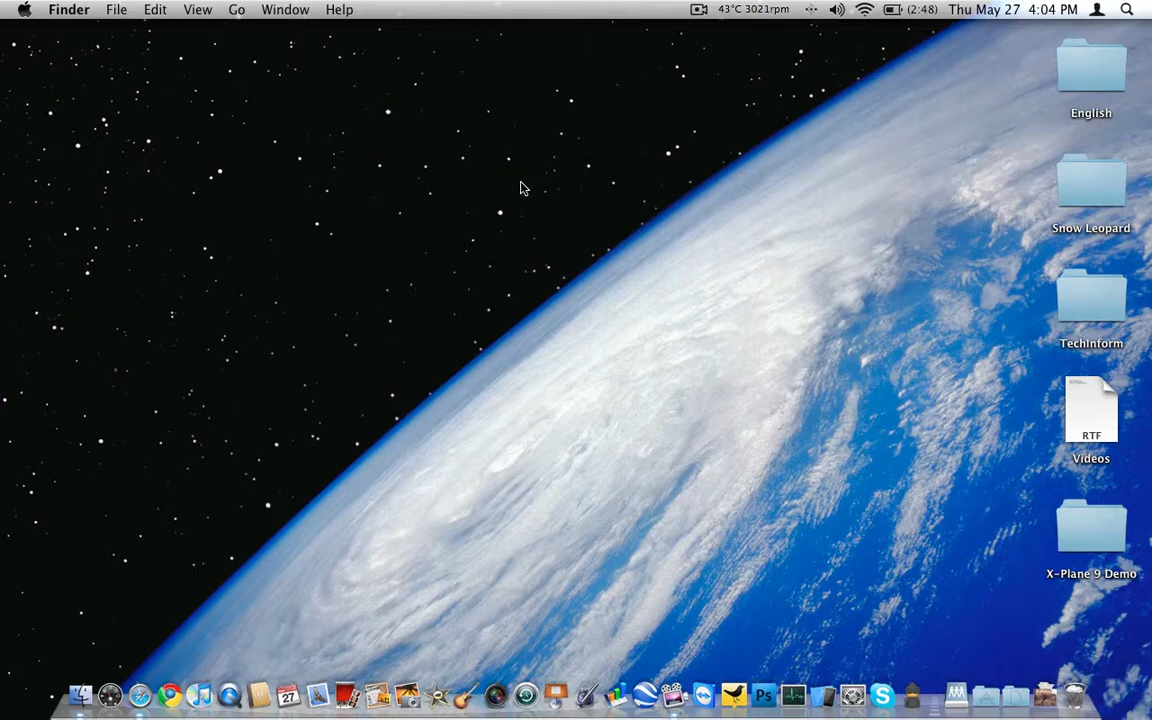 Finder File Edit View Go Window Help 43°C 3021rpm (2:48) Thu May 27 4:04 PM
English
Snow Leopard
TechInform
RTF
Videos
X-Plane 9 Demo
27
Ps